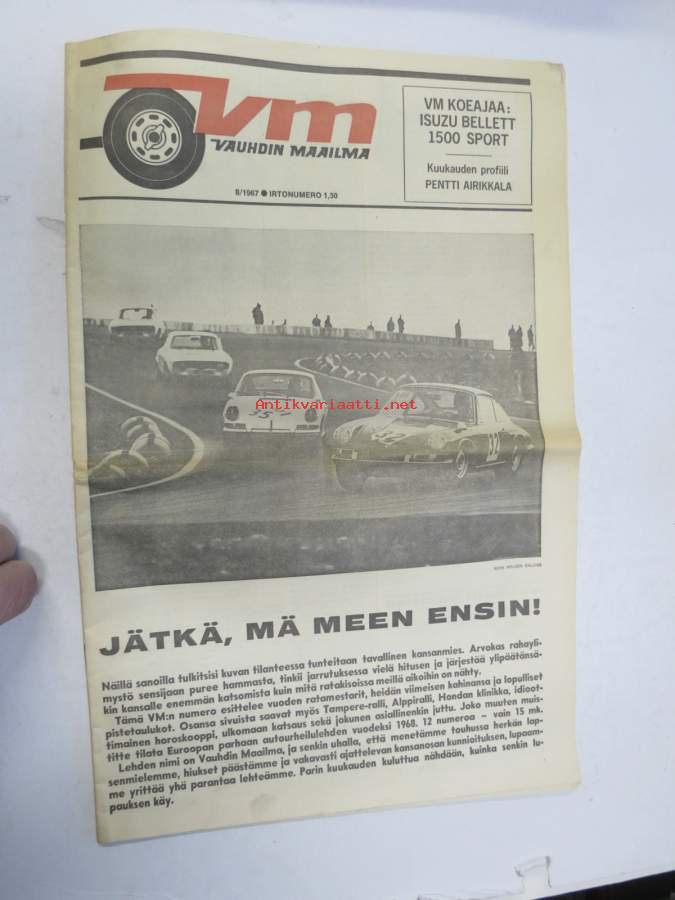 vm
VAUHDIN MAAILMA
8/1967 ● IRTONUMERO 1,30
VM KOEAJAA:
ISUZU BELLETT
1500 SPORT
Kuukauden profiili
PENTTI AIRIKKALA
35
32
Antikvariaatti.net
JÄTKÄ, MÄ MEEN ENSIN!
Näillä sanoilla tulkitsisi kuvan tilanteessa tunteitaan tavallinen kansanmies. Arvokas rahayli-
mystö sensijaan puree hammasta, tinkii jarrutuksessa vielä hitusen ja järjestää ylipäätänsä-
kin kansalle enemmän katsomista kuin mitä ratakisoissa meillä aikoihin on nähty.
Tämä VM:n numero esittelee vuoden ratamestarit, heidän viimeisen kahinansa ja lopulliset
pistetaulukot. Osansa sivuista saavat myös Tampere-ralli, Alppiralli, Hondan klinikka, idioot-
timainen horoskooppi, ulkomaan katsaus sekä jokunen asiallinenkin juttu. Joko muuten muis-
titte tilata Euroopan parhaan autourheilulehden vuodeksi 1968. 12 numeroa – vain 15 mk.
Lehden nimi on Vauhdin Maailma, ja senkin uhalla, että menetämme touhussa herkän lap-
senmielemme, hiukset päästämme ja vakavasti ajattelevan kansanosan kunnioituksen, lupaam-
me yrittää yhä parantaa lehteämme. Parin kuukauden kuluttua nähdään, kuinka senkin lu-
pauksen käy.